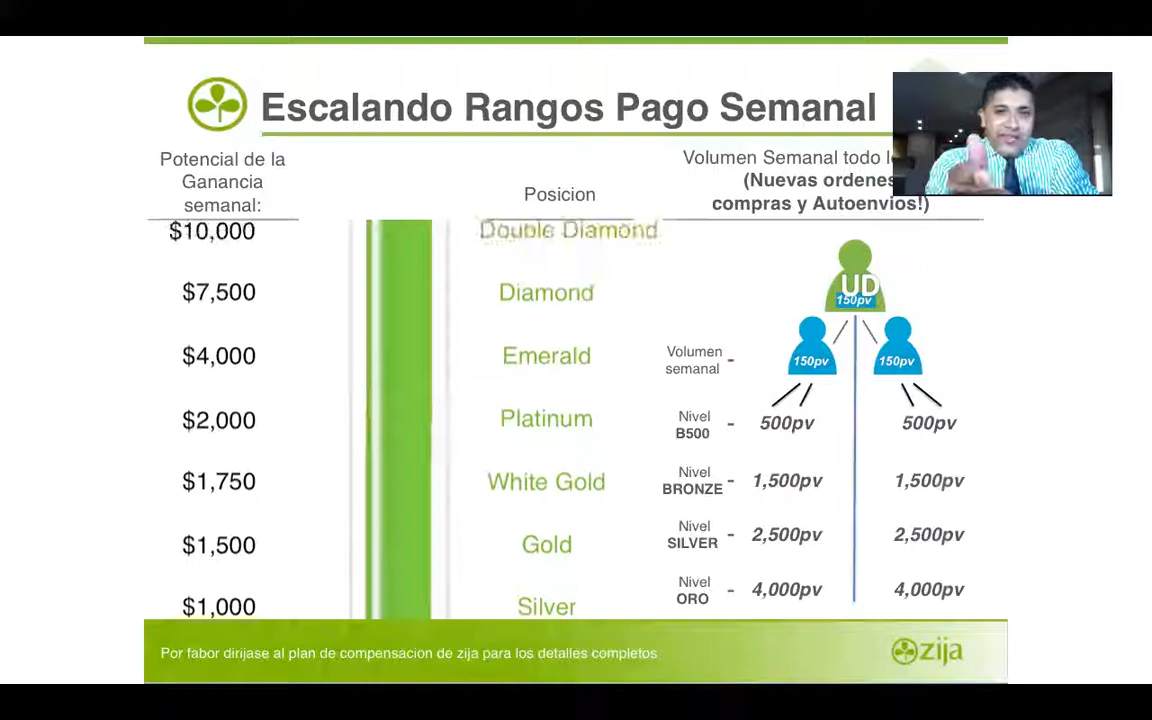 Escalando Rangos Pago Semanal
Potencial de la
Ganancia
semanal:
Posicion
Volumen Semanal todo
(Nuevas ordenes
compras y Autoenvios!)
$10,000
Double Diamond
$7,500
Diamond
$4,000
Emerald
$2,000
Platinum
$1,750
White Gold
$1,500
Gold
$1,000
Silver
UD
150pv
Volumen
semanal -
150pv
150pv
Nivel
B500
- 500pv
500pv
Nivel
BRONZE
- 1,500pv
1,500pv
Nivel
SILVER
- 2,500pv
2,500pv
Nivel
ORO
- 4,000pv
4,000pv
Por fabor dirijase al plan de compensacion de zija para los detalles completos
zija